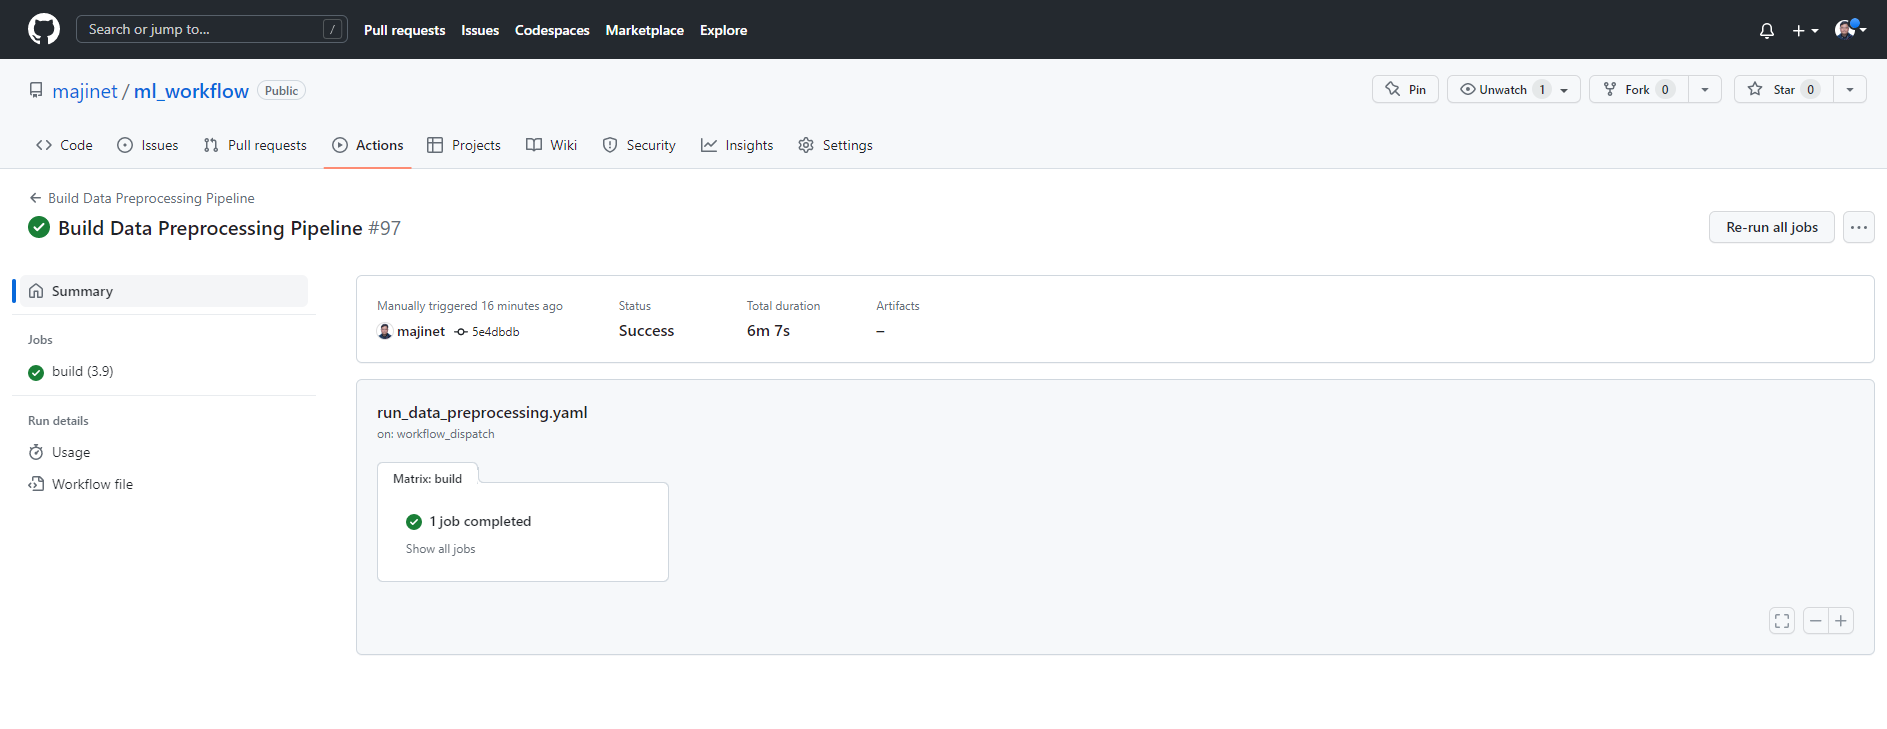 Search or jump to... /
Pull requests Issues Codespaces Marketplace Explore
majinet / ml_workflow Public
Pin Unwatch 1 Fork 0 Star 0
Code Issues Pull requests Actions Projects Wiki Security Insights Settings
Build Data Preprocessing Pipeline
Build Data Preprocessing Pipeline #97
Re-run all jobs
Summary
Jobs
build (3.9)
Run details
Usage
Workflow file
Manually triggered 16 minutes ago
majinet 5e4dbdb
Status
Success
Total duration
6m 7s
Artifacts
–
run_data_preprocessing.yaml
on: workflow_dispatch
Matrix: build
1 job completed
Show all jobs